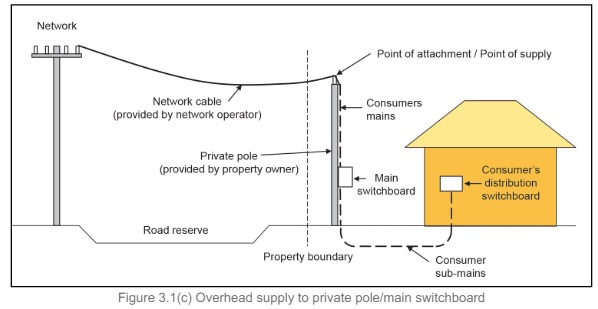 Network
Point of attachment / Point of supply
Network cable
(provided by network operator)
Consumers
mains
Private pole
(provided by property owner)
Main
switchboard
Consumer's
distribution
switchboard
Road reserve
Property boundary
Consumer
sub-mains
Figure 3.1(c) Overhead supply to private pole/main switchboard